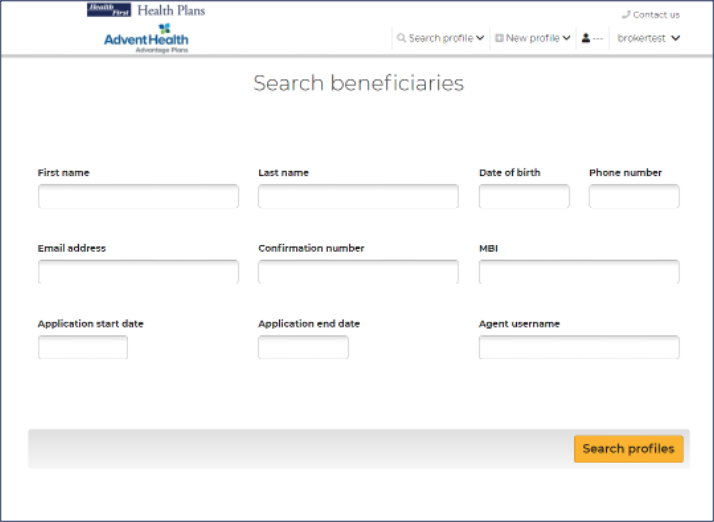 Health First Health Plans
Contact us
AdventHealth
Advantage Plans
Search profile New profile --- brokertest
Search beneficiaries
First name Last name Date of birth Phone number
Email address Confirmation number MBI
Application start date Application end date Agent username
Search profiles